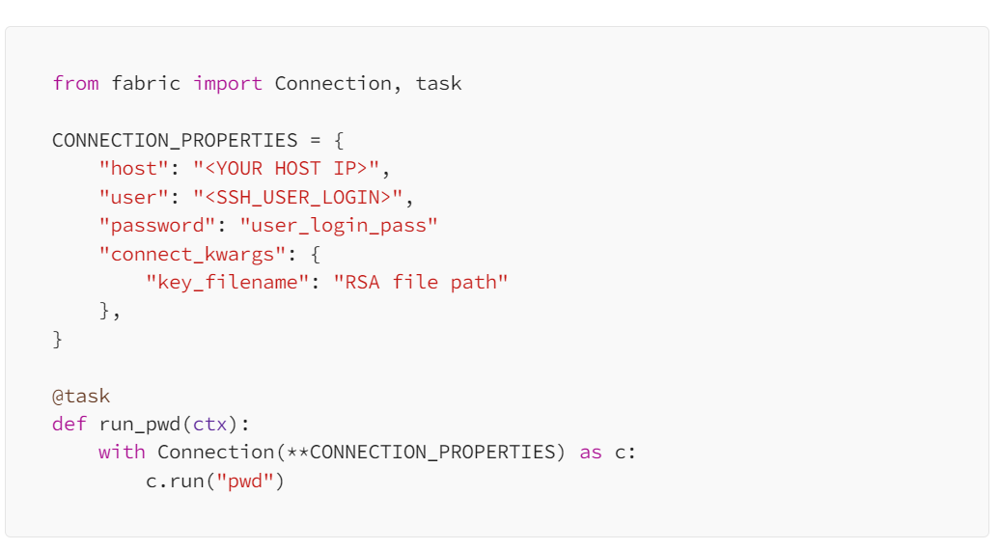 from fabric import Connection, task

CONNECTION_PROPERTIES = {
    "host": "<YOUR HOST IP>",
    "user": "<SSH_USER_LOGIN>",
    "password": "user_login_pass"
    "connect_kwargs": {
        "key_filename": "RSA file path"
    },
}

@task
def run_pwd(ctx):
    with Connection(**CONNECTION_PROPERTIES) as c:
        c.run("pwd")